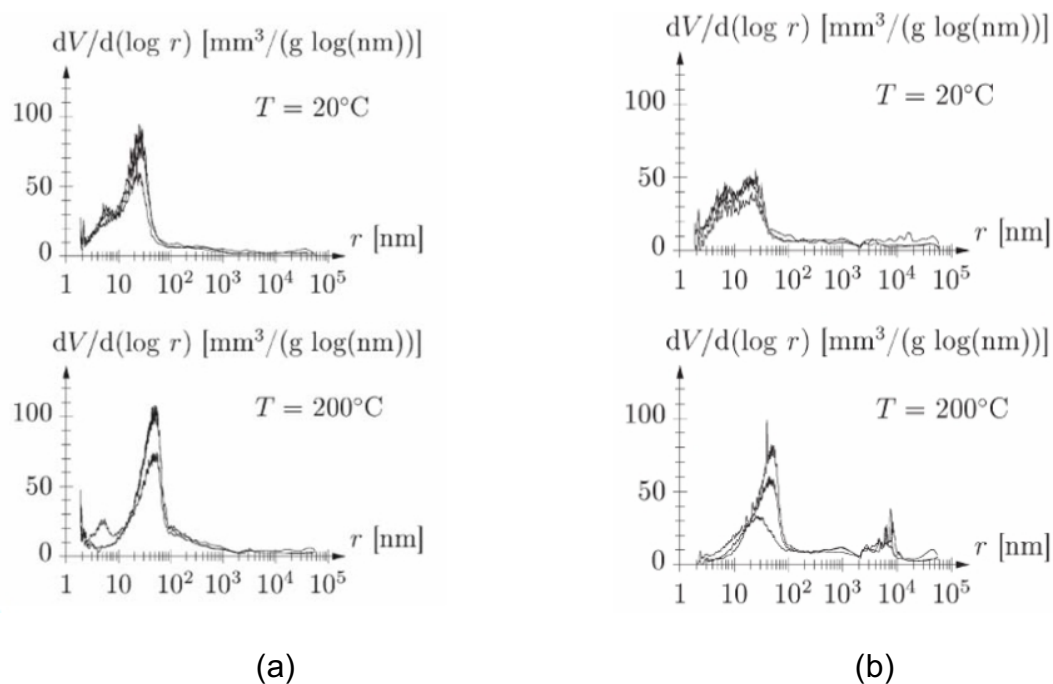 dV/d(log r) [mm³/(g log(nm))]
T = 20°C
100
50
0
r [nm]
1 10 10² 10³ 10⁴ 10⁵
dV/d(log r) [mm³/(g log(nm))]
T = 200°C
100
50
0
r [nm]
1 10 10² 10³ 10⁴ 10⁵
(a)
dV/d(log r) [mm³/(g log(nm))]
T = 20°C
100
50
0
r [nm]
1 10 10² 10³ 10⁴ 10⁵
dV/d(log r) [mm³/(g log(nm))]
T = 200°C
100
50
0
r [nm]
1 10 10² 10³ 10⁴ 10⁵
(b)